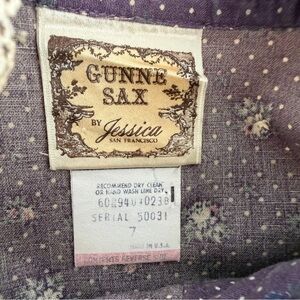 GUNNE
SAX
BY Jessica
SAN FRANCISCO
RECOMMEND DRY CLEAN
OR HAND WASH LINE DRY
SERIAL 50031
7
MADE IN U.S.A.
CONTENTS REVERSE SIDE